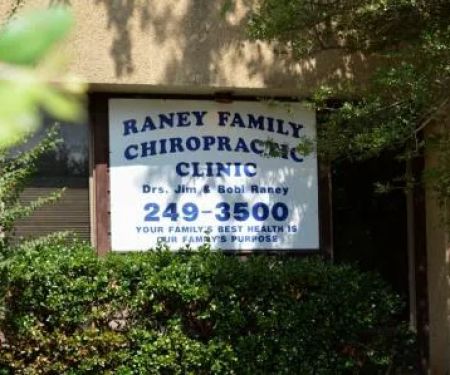 RANEY FAMILY
CHIROPRACTIC
CLINIC
Drs. Jim & Bobi Raney
249-3500
YOUR FAMILY'S BEST HEALTH IS
OUR FAMILY'S PURPOSE